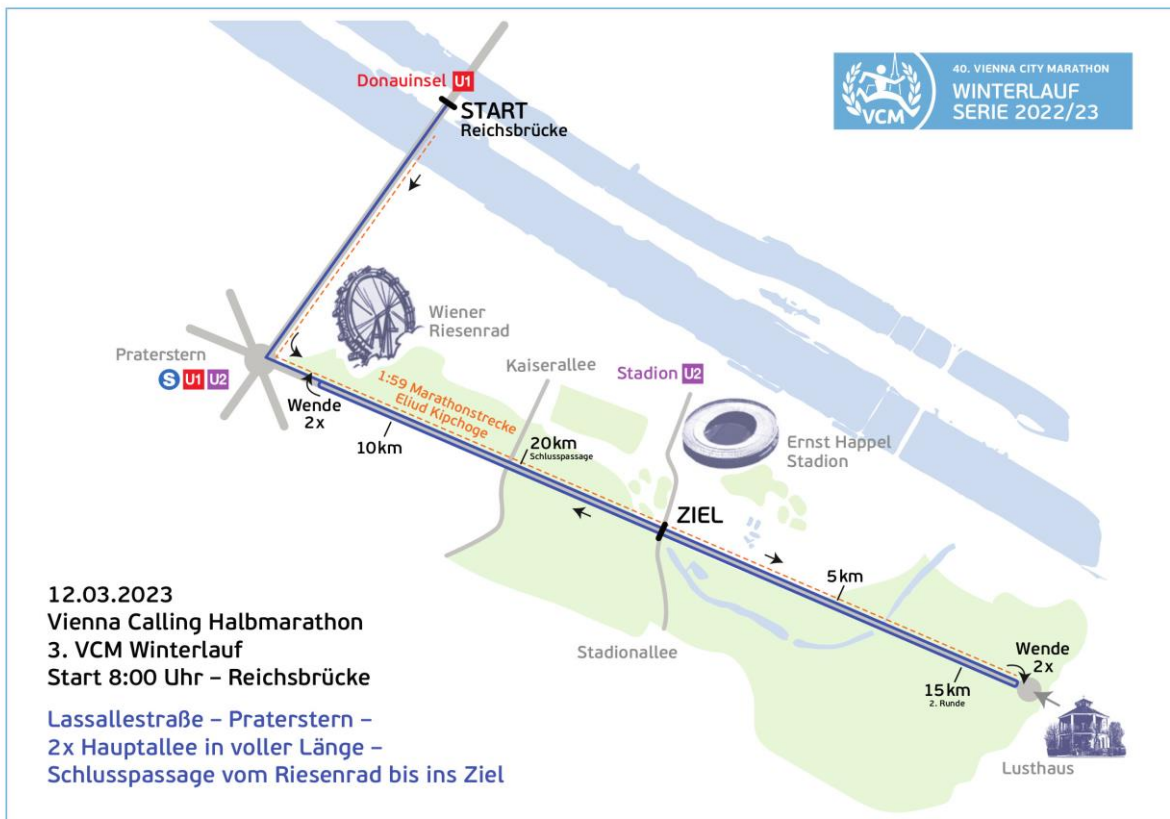 Donauinsel U1
START
Reichsbrücke
40. VIENNA CITY MARATHON
WINTERLAUF
SERIE 2022/23
VCM
Wiener
Riesenrad
Praterstern
S U1 U2
Kaiserallee
Stadion U2
1:59 Marathonstrecke
Eliud Kipchoge
Wende
2x
10km
20km
Schlusspassage
Ernst Happel
Stadion
ZIEL
5km
Stadionallee
Wende
2x
15km
2. Runde
Lusthaus
12.03.2023
Vienna Calling Halbmarathon
3. VCM Winterlauf
Start 8:00 Uhr – Reichsbrücke
Lassallestraße – Praterstern –
2x Hauptallee in voller Länge –
Schlusspassage vom Riesenrad bis ins Ziel